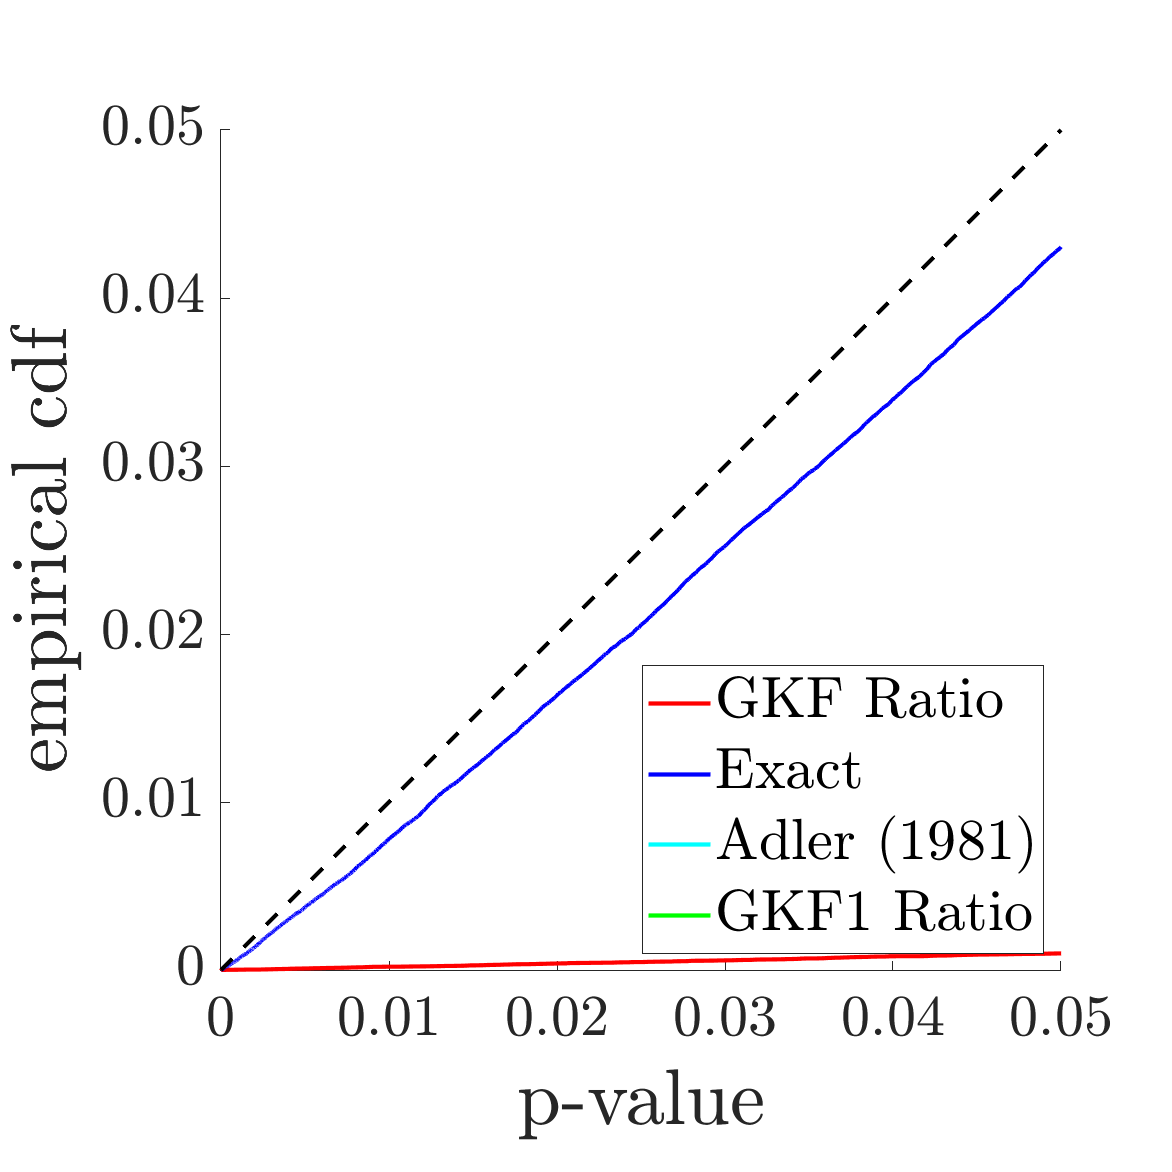 0.05
0.04
0.03
0.02
0.01
0
empirical cdf
GKF Ratio
Exact
Adler (1981)
GKF1 Ratio
0 0.01 0.02 0.03 0.04 0.05
p-value